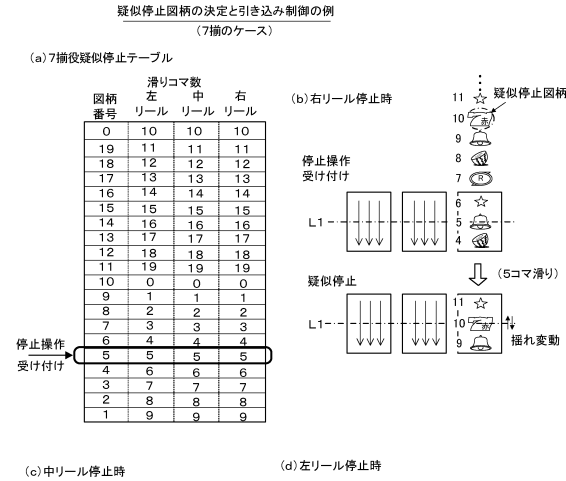 疑似停止図柄の決定と引き込み制御の例
(7揃のケース)
(a)7揃役疑似停止テーブル
滑りコマ数
図柄番号 左リール 中リール 右リール
0 10 10 10
19 11 11 11
18 12 12 12
17 13 13 13
16 14 14 14
15 15 15 15
14 16 16 16
13 17 17 17
12 18 18 18
11 19 19 19
10 0 0 0
9 1 1 1
8 2 2 2
7 3 3 3
6 4 4 4
5 5 5 5
4 6 6 6
3 7 7 7
2 8 8 8
1 9 9 9
停止操作
受け付け
(b)右リール停止時
疑似停止図柄
11
10 赤
9
8
7 R
停止操作
受け付け
6
L1 5
4
(5コマ滑り)
疑似停止
11
L1 10 赤
9
揺れ変動
(c)中リール停止時
(d)左リール停止時